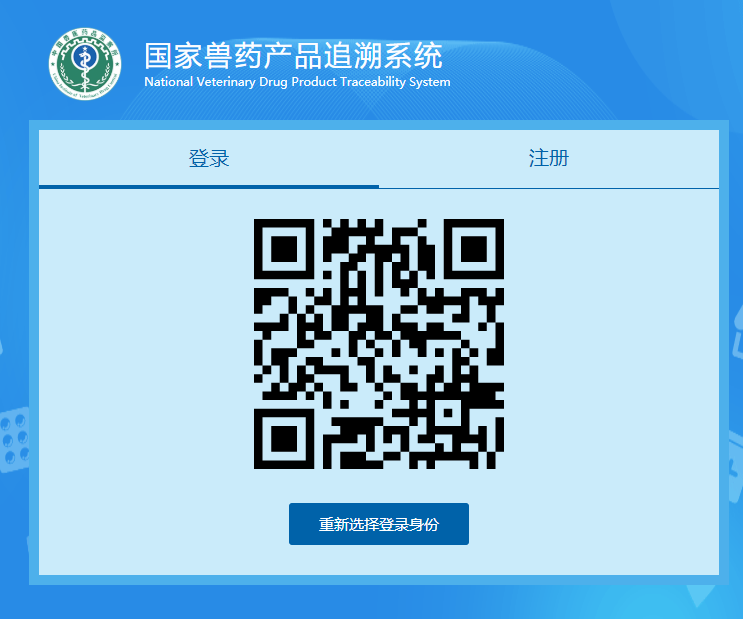 国家兽药产品追溯系统
National Veterinary Drug Product Traceability System
登录
注册
重新选择登录身份